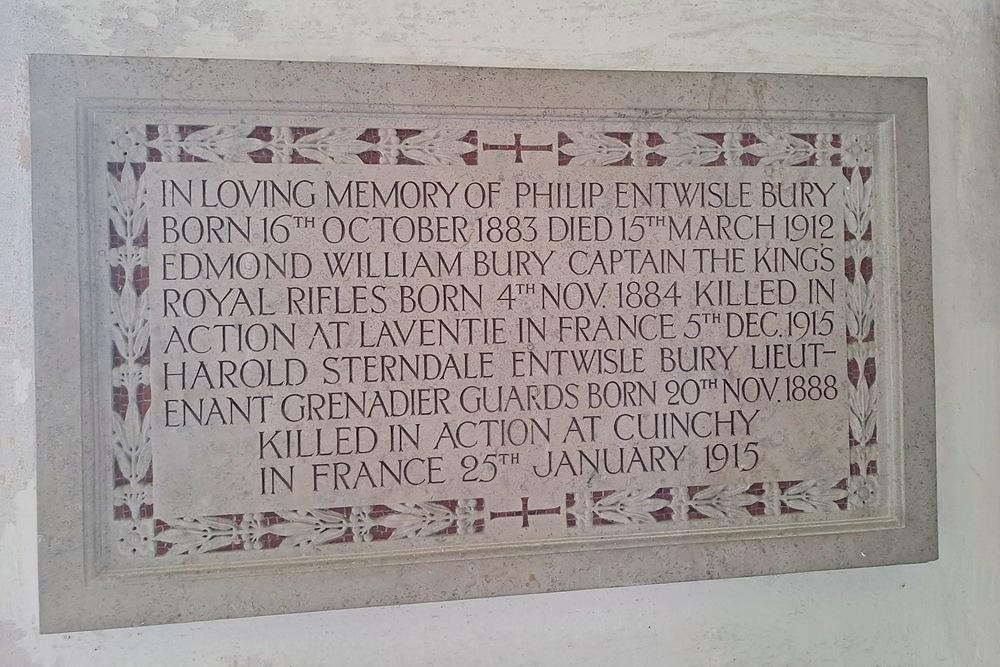 IN LOVING MEMORY OF PHILIP ENTWISLE BURY
BORN 16TH OCTOBER 1883 DIED 15TH MARCH 1912
EDMOND WILLIAM BURY CAPTAIN THE KINGS
ROYAL RIFLES BORN 4TH NOV. 1884 KILLED IN
ACTION AT LAVENTIE IN FRANCE 5TH DEC. 1915
HAROLD STERNDALE ENTWISLE BURY LIEUT-
ENANT GRENADIER GUARDS BORN 20TH NOV. 1888
KILLED IN ACTION AT CUINCHY
IN FRANCE 25TH JANUARY 1915